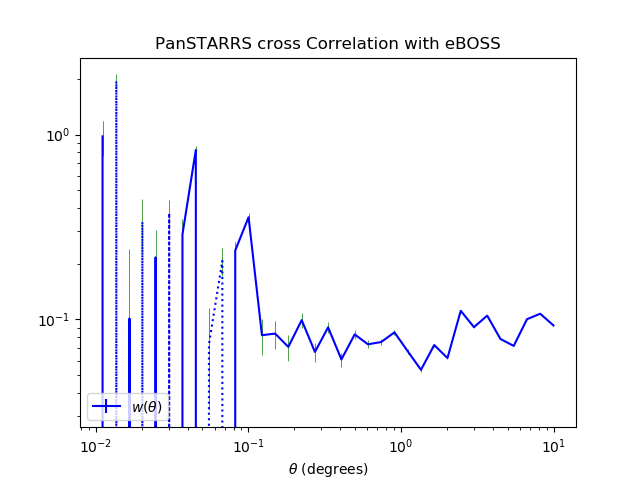 PanSTARRS cross Correlation with eBOSS
10⁰
10⁻¹
w(θ)
10⁻² 10⁻¹ 10⁰ 10¹
θ (degrees)